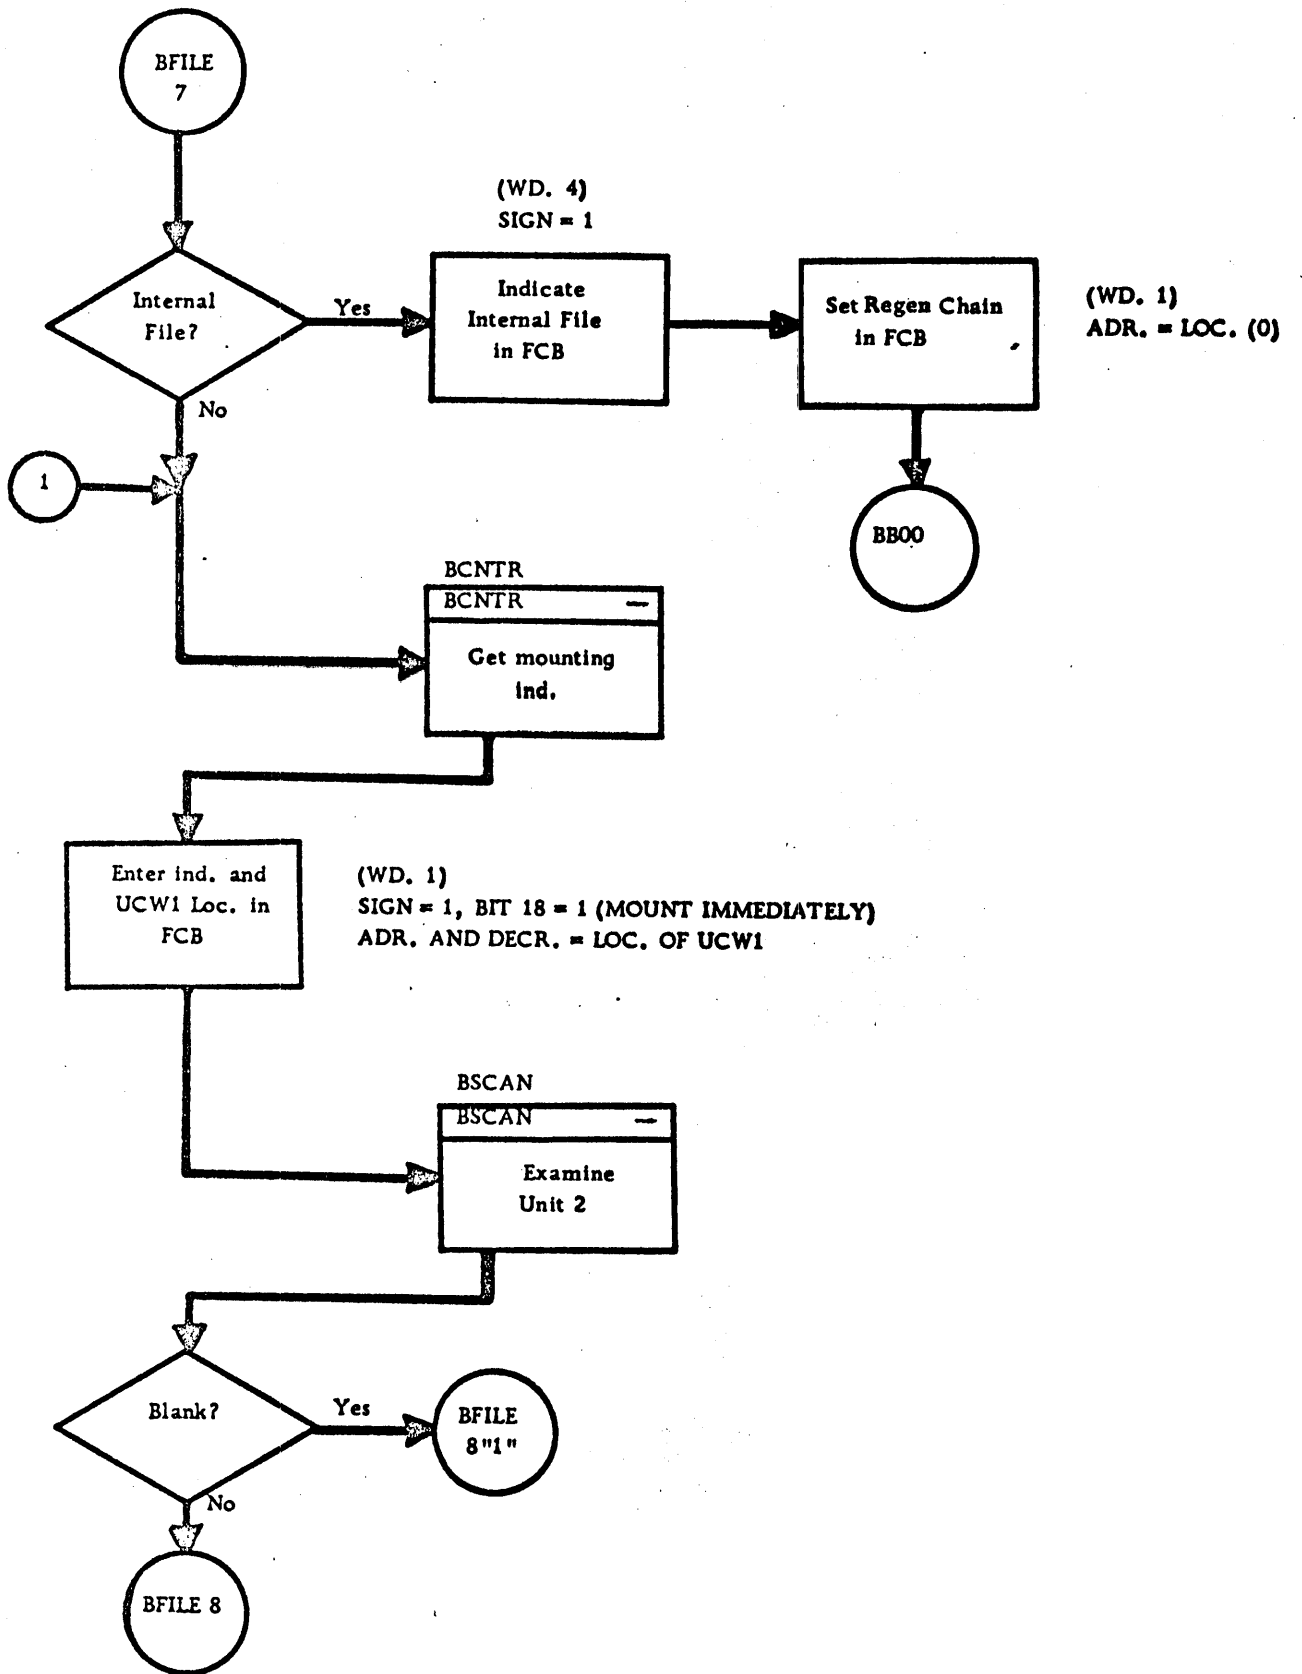 BFILE
7
(WD. 4)
SIGN = 1
Internal
File?
Yes
Indicate
Internal File
in FCB
Set Regen Chain
in FCB
(WD. 1)
ADR. = LOC. (0)
No
1
BB00
BCNTR
BCNTR —
Get mounting
ind.
Enter ind. and
UCW1 Loc. in
FCB
(WD. 1)
SIGN = 1, BIT 18 = 1 (MOUNT IMMEDIATELY)
ADR. AND DECR. = LOC. OF UCW1
BSCAN
BSCAN —
Examine
Unit 2
Blank?
Yes
BFILE
8"1"
No
BFILE 8